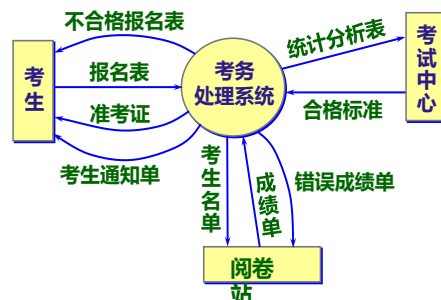 不合格报名表
统计分析表
考试中心
考生
报名表
考务
处理系统
准考证
合格标准
考生通知单
考生名单
成绩单
错误成绩单
阅卷
站